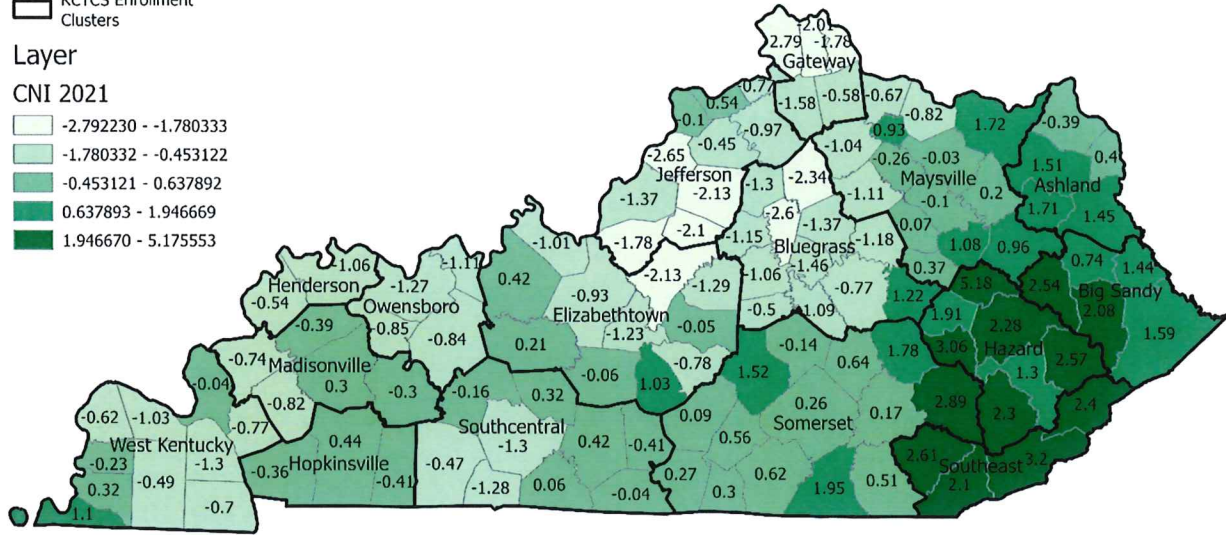 KCTCS Enrollment
Clusters
Layer
CNI 2021
-2.792230 - -1.780333
-1.780332 - -0.453122
-0.453121 - 0.637892
0.637893 - 1.946669
1.946670 - 5.175553
-2.01
2.79 -1.78
Gateway
-0.77 -1.58 -0.58 -0.67
0.54 -0.82 1.72 -0.39
-0.1 -0.97 0.93
-0.45 -1.04 0.4
-2.65 -0.26 -0.03 1.51
Jefferson -2.34 Maysville Ashland
-1.37 -2.13 -1.3 -1.11 -0.1 0.2
-2.6 1.71 1.45
-2.1 -1.37 0.07
-1.78 -1.15 Bluegrass -1.18 1.08 0.96
-1.01 0.74 1.44
-1.06 -1.11 0.42 -2.13 -1.06 -1.46 0.37
Henderson -1.27 -1.29 -0.77 1.22 5.18 2.54 Big Sandy
-0.54 Owensboro -0.93 -0.5 -1.09 1.91 2.08
0.85 Elizabethtown
-0.39 -0.84 -1.23 -0.05 2.28 1.59
0.21 -0.14 3.06 Hazard
-0.74 Madisonville -0.78 0.64 1.78 2.57
-0.04 0.3 -0.3 -0.06 1.03 1.52 1.3
-0.82 -0.16 0.32 0.26 2.89 2.3 2.4
-0.62 -1.03 -0.77 Southcentral 0.09 Somerset 0.17
West Kentucky 0.44 -1.3 0.42 -0.41 0.56
-0.23 -1.3 -0.36 Hopkinsville -0.47 2.61 Southeast 3.2
0.32 -0.49 -0.41 -1.28 0.06 0.27 0.62 0.51 2.1
-0.7 -0.04 0.3 1.95
1.1